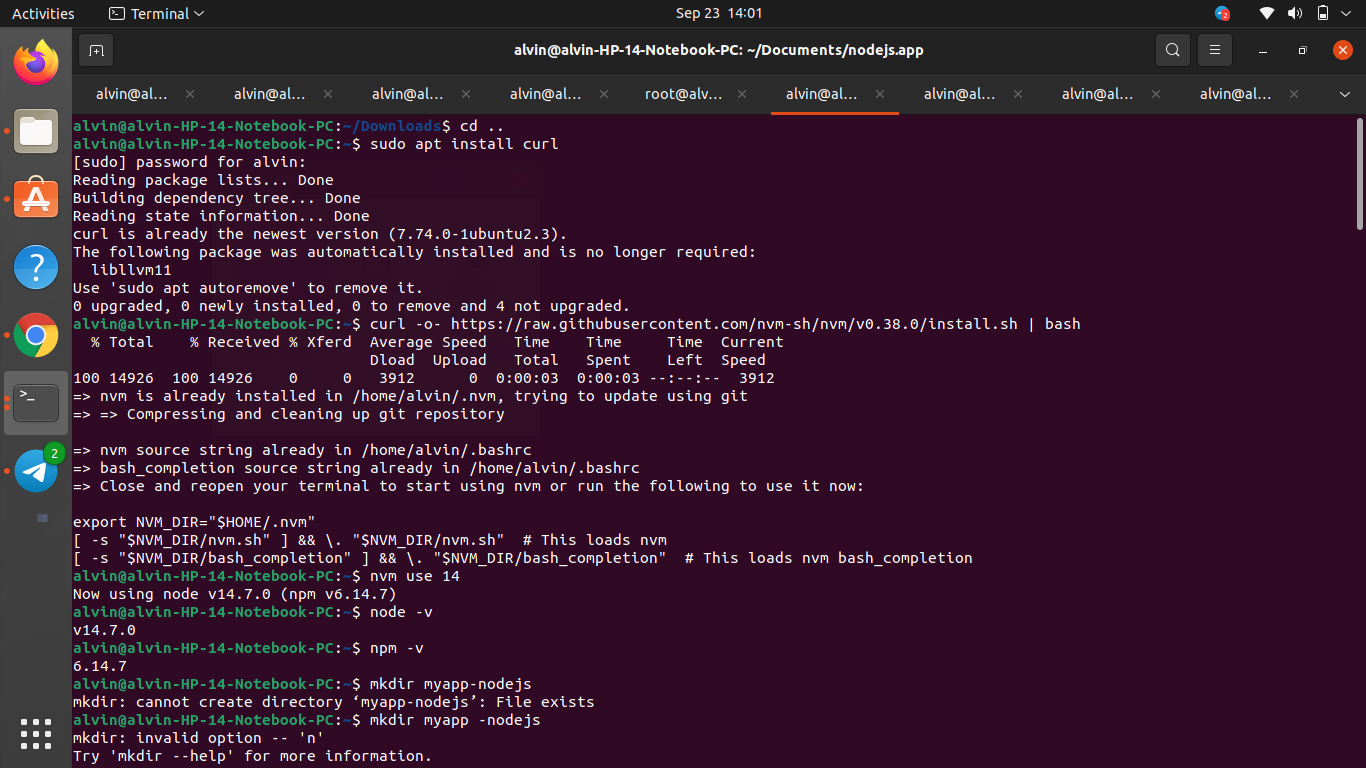 Activities
Terminal
Sep 23 14:01
2
alvin@alvin-HP-14-Notebook-PC: ~/Documents/nodejs.app
alvin@al... × alvin@al... × alvin@al... × alvin@al... × root@alv... × alvin@al... × alvin@al... × alvin@al... × alvin@al... ×
alvin@alvin-HP-14-Notebook-PC:~/Downloads$ cd ..
alvin@alvin-HP-14-Notebook-PC:~$ sudo apt install curl
[sudo] password for alvin:
Reading package lists... Done
Building dependency tree... Done
Reading state information... Done
curl is already the newest version (7.74.0-1ubuntu2.3).
The following package was automatically installed and is no longer required:
  libllvm11
Use 'sudo apt autoremove' to remove it.
0 upgraded, 0 newly installed, 0 to remove and 4 not upgraded.
alvin@alvin-HP-14-Notebook-PC:~$ curl -o- https://raw.githubusercontent.com/nvm-sh/nvm/v0.38.0/install.sh | bash
  % Total    % Received % Xferd  Average Speed   Time    Time     Time  Current
                                 Dload  Upload   Total   Spent    Left  Speed
100 14926  100 14926    0     0   3912      0  0:00:03  0:00:03 --:--:--  3912
=> nvm is already installed in /home/alvin/.nvm, trying to update using git
=> => Compressing and cleaning up git repository
=> nvm source string already in /home/alvin/.bashrc
=> bash_completion source string already in /home/alvin/.bashrc
=> Close and reopen your terminal to start using nvm or run the following to use it now:
export NVM_DIR="$HOME/.nvm"
[ -s "$NVM_DIR/nvm.sh" ] && \. "$NVM_DIR/nvm.sh"  # This loads nvm
[ -s "$NVM_DIR/bash_completion" ] && \. "$NVM_DIR/bash_completion"  # This loads nvm bash_completion
alvin@alvin-HP-14-Notebook-PC:~$ nvm use 14
Now using node v14.7.0 (npm v6.14.7)
alvin@alvin-HP-14-Notebook-PC:~$ node -v
v14.7.0
alvin@alvin-HP-14-Notebook-PC:~$ npm -v
6.14.7
alvin@alvin-HP-14-Notebook-PC:~$ mkdir myapp-nodejs
mkdir: cannot create directory ‘myapp-nodejs’: File exists
alvin@alvin-HP-14-Notebook-PC:~$ mkdir myapp -nodejs
mkdir: invalid option -- 'n'
Try 'mkdir --help' for more information.
2